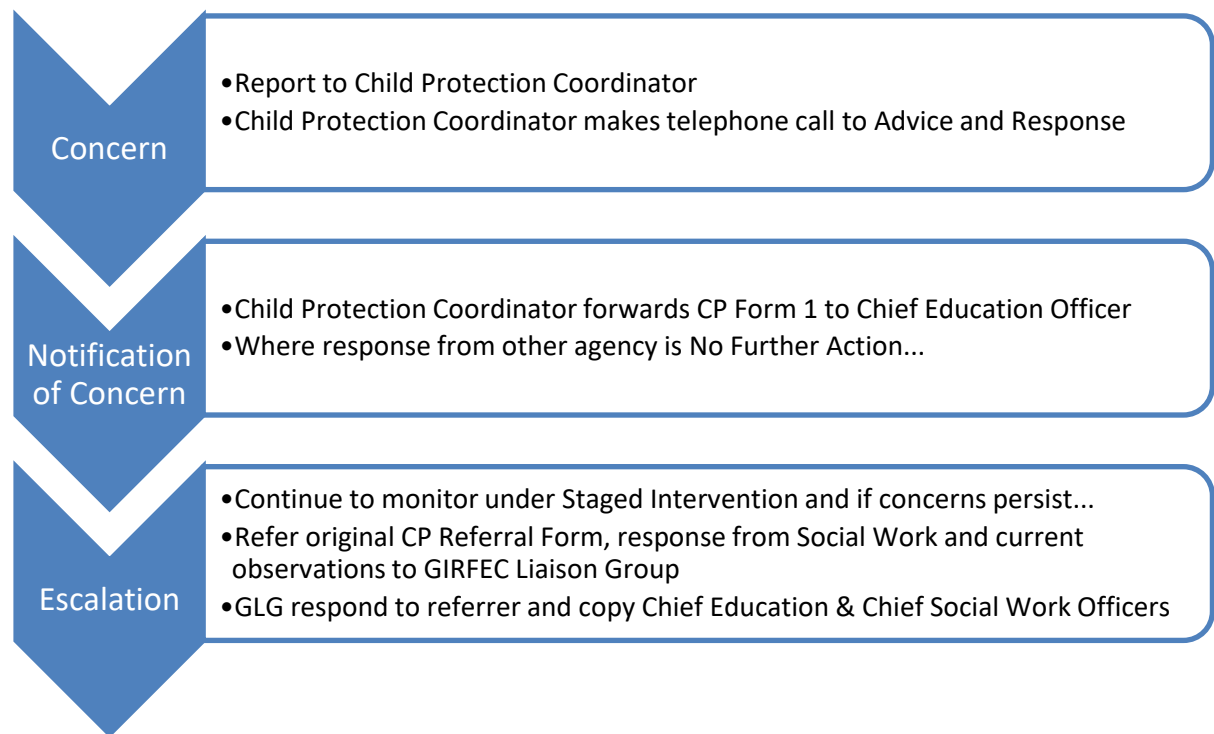 Concern
•Report to Child Protection Coordinator
•Child Protection Coordinator makes telephone call to Advice and Response
Notification
of Concern
•Child Protection Coordinator forwards CP Form 1 to Chief Education Officer
•Where response from other agency is No Further Action...
Escalation
•Continue to monitor under Staged Intervention and if concerns persist...
•Refer original CP Referral Form, response from Social Work and current
observations to GIRFEC Liaison Group
•GLG respond to referrer and copy Chief Education & Chief Social Work Officers